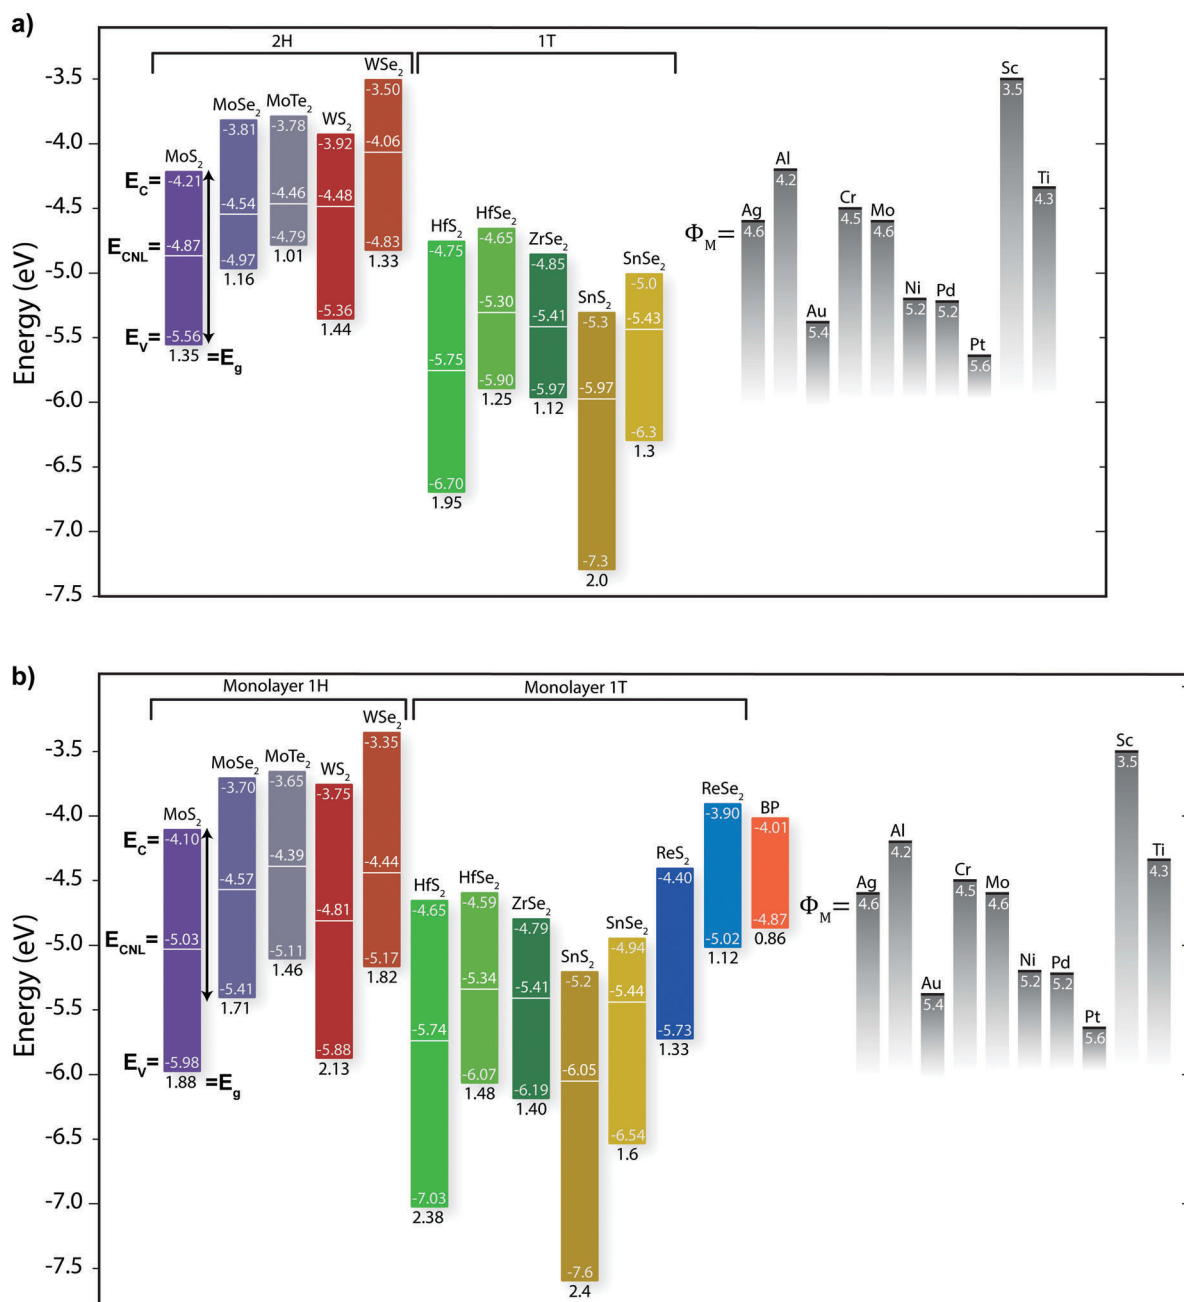 a)
2H
1T
Energy (eV)
-3.5
-4.0
-4.5
-5.0
-5.5
-6.0
-6.5
-7.0
-7.5
E_C=
E_CNL=
E_V=
MoS₂
-4.21
-4.87
-5.56
1.35 =E_g
MoSe₂
-3.81
-4.54
-4.97
1.16
MoTe₂
-3.78
-4.46
-4.79
1.01
WS₂
-3.92
-4.48
-5.36
1.44
WSe₂
-3.50
-4.06
-4.83
1.33
HfS₂
-4.75
-5.75
-6.70
1.95
HfSe₂
-4.65
-5.30
-5.90
1.25
ZrSe₂
-4.85
-5.41
-5.97
1.12
SnS₂
-5.3
-5.97
-7.3
2.0
SnSe₂
-5.0
-5.43
-6.3
1.3
Φ_M=
Ag
4.6
Al
4.2
Au
5.4
Cr
4.5
Mo
4.6
Ni
5.2
Pd
5.2
Pt
5.6
Sc
3.5
Ti
4.3
b)
Monolayer 1H
Monolayer 1T
Energy (eV)
-3.5
-4.0
-4.5
-5.0
-5.5
-6.0
-6.5
-7.0
-7.5
E_C=
E_CNL=
E_V=
MoS₂
-4.10
-5.03
-5.98
1.88 =E_g
MoSe₂
-3.70
-4.57
-5.41
1.71
MoTe₂
-3.65
-4.39
-5.11
1.46
WS₂
-3.75
-4.81
-5.88
2.13
WSe₂
-3.35
-4.44
-5.17
1.82
HfS₂
-4.65
-5.74
-7.03
2.38
HfSe₂
-4.59
-5.34
-6.07
1.48
ZrSe₂
-4.79
-5.41
-6.19
1.40
SnS₂
-5.2
-6.05
-7.6
2.4
SnSe₂
-4.94
-5.44
-6.54
1.6
ReS₂
-4.40
-5.73
1.33
ReSe₂
-3.90
-5.02
1.12
BP
-4.01
-4.87
0.86
Φ_M=
Ag
4.6
Al
4.2
Au
5.4
Cr
4.5
Mo
4.6
Ni
5.2
Pd
5.2
Pt
5.6
Sc
3.5
Ti
4.3